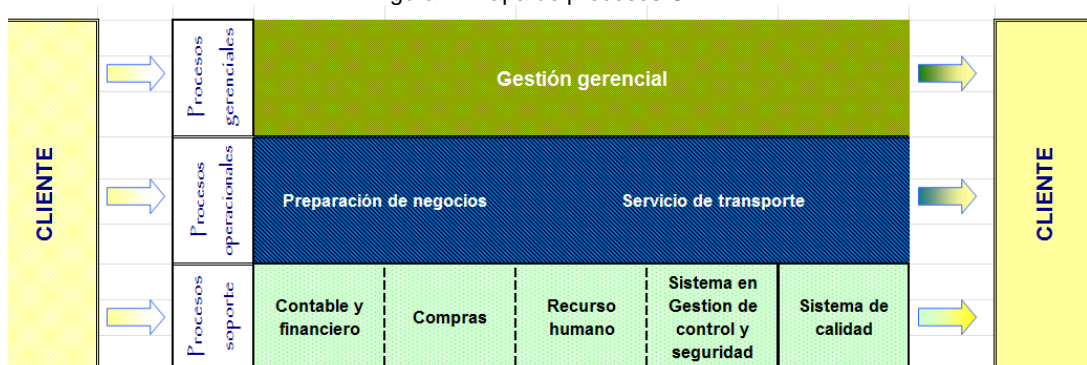 CLIENTE
Procesos
gerenciales
Gestión gerencial
Procesos
operacionales
Preparación de negocios
Servicio de transporte
Procesos
soporte
Contable y
financiero
Compras
Recurso
humano
Sistema en
Gestion de
control y
seguridad
Sistema de
calidad
CLIENTE